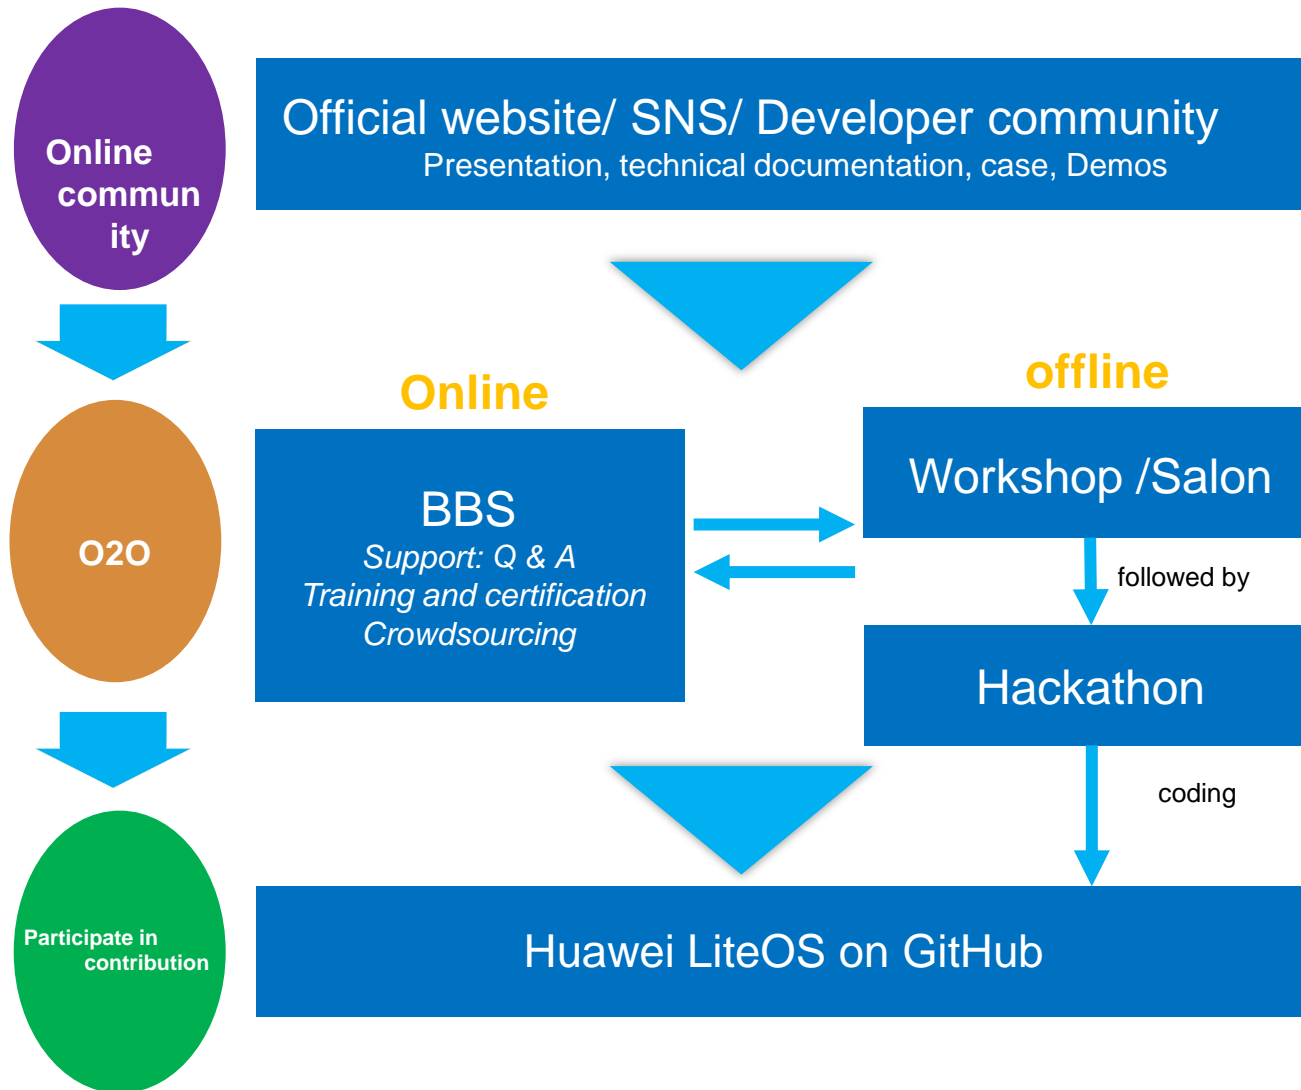 Online
commun
ity
Official website/ SNS/ Developer community
Presentation, technical documentation, case, Demos
Online
offline
O2O
BBS
Support: Q & A
Training and certification
Crowdsourcing
Workshop /Salon
followed by
Hackathon
coding
Participate in
contribution
Huawei LiteOS on GitHub